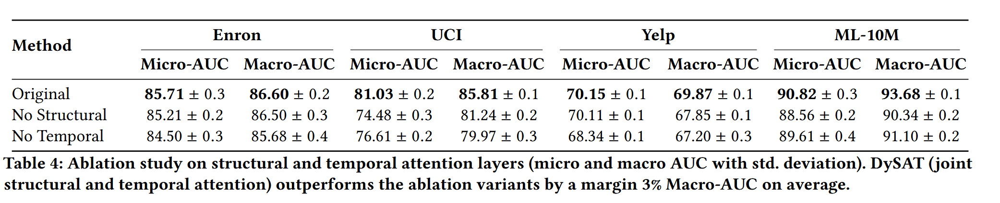 Method Enron UCI Yelp ML-10M
Micro-AUC Macro-AUC Micro-AUC Macro-AUC Micro-AUC Macro-AUC Micro-AUC Macro-AUC
Original 85.71 ± 0.3 86.60 ± 0.2 81.03 ± 0.2 85.81 ± 0.1 70.15 ± 0.1 69.87 ± 0.1 90.82 ± 0.3 93.68 ± 0.1
No Structural 85.21 ± 0.2 86.50 ± 0.3 74.48 ± 0.3 81.24 ± 0.2 70.11 ± 0.1 67.85 ± 0.1 88.56 ± 0.2 90.34 ± 0.2
No Temporal 84.50 ± 0.3 85.68 ± 0.4 76.61 ± 0.2 79.97 ± 0.3 68.34 ± 0.1 67.20 ± 0.3 89.61 ± 0.4 91.10 ± 0.2
Table 4: Ablation study on structural and temporal attention layers (micro and macro AUC with std. deviation). DySAT (joint
structural and temporal attention) outperforms the ablation variants by a margin 3% Macro-AUC on average.